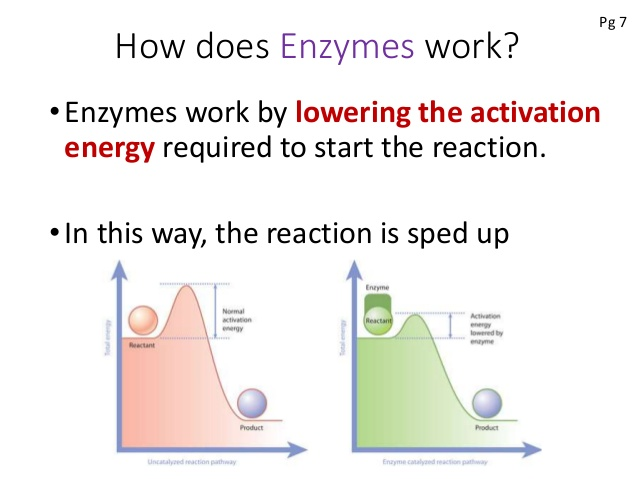 Pg 7
How does Enzymes work?
•Enzymes work by lowering the activation
energy required to start the reaction.
•In this way, the reaction is sped up
Total energy
Reactant
Normal
activation
energy
Product
Uncatalyzed reaction pathway
Total energy
Enzyme
Reactant
Activation
energy
lowered by
enzyme
Product
Enzyme catalyzed reaction pathway